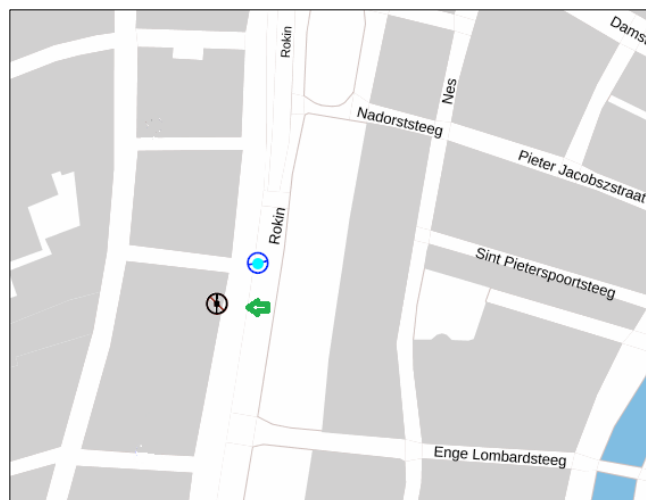 Damst
Rokin
Nes
Nadorststeeg
Pieter Jacobszstraat
Rokin
Sint Pieterspoortsteeg
Enge Lombardsteeg